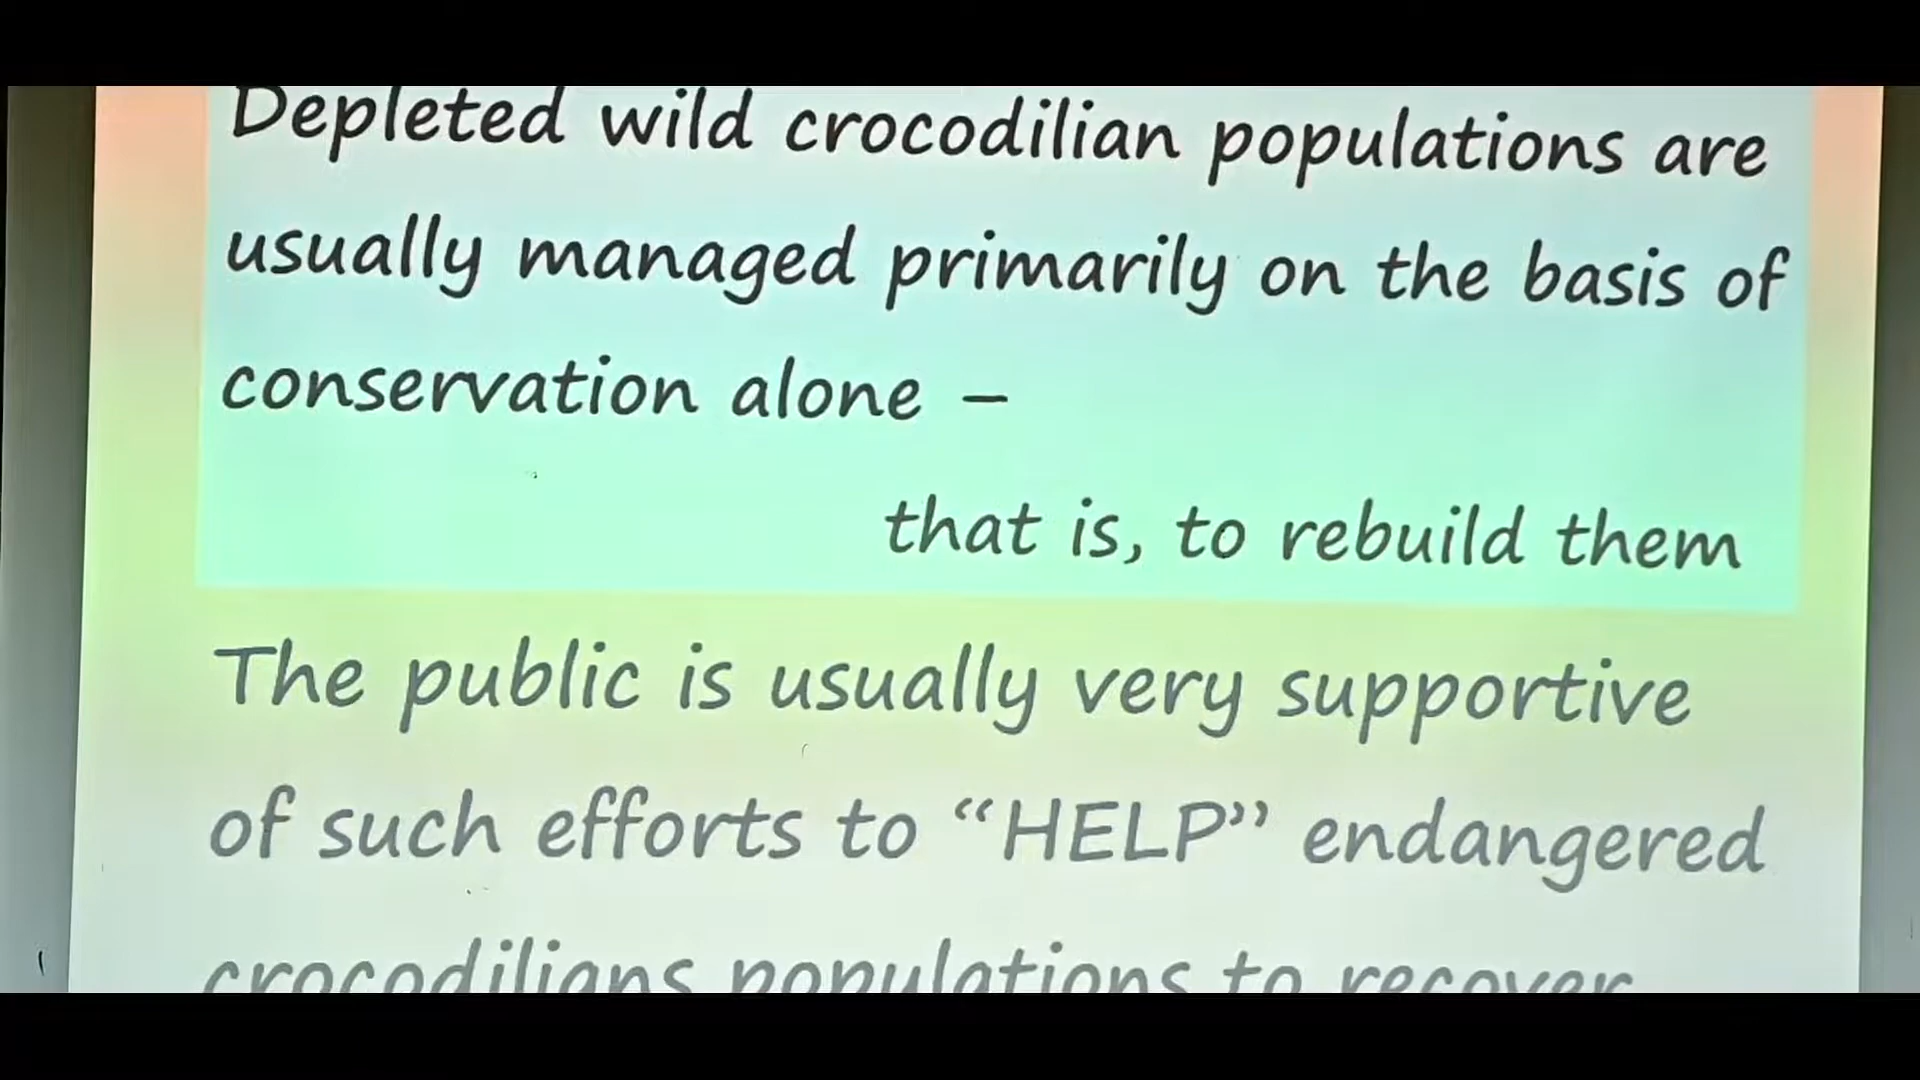 Depleted wild crocodilian populations are
usually managed primarily on the basis of
conservation alone –
that is, to rebuild them
The public is usually very supportive
of such efforts to “HELP” endangered
crocodilians populations to recover